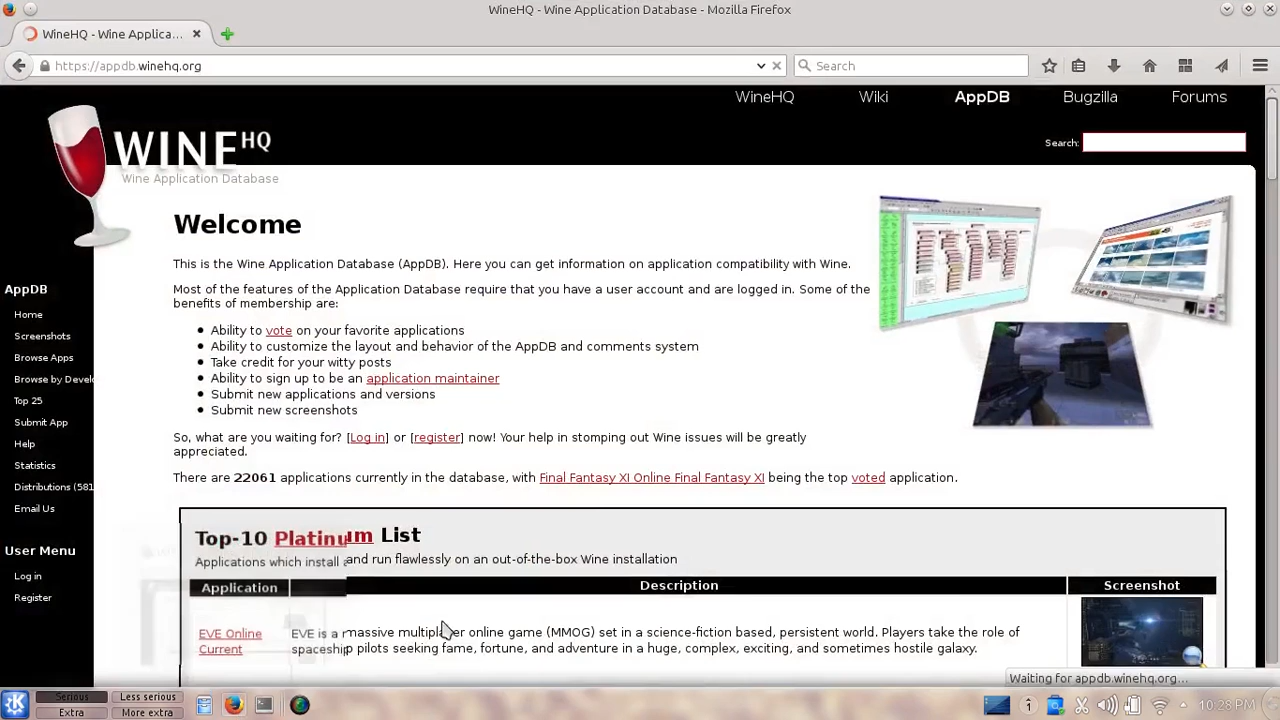 WineHQ - Wine Application Database - Mozilla Firefox
WineHQ - Wine Applica...
https://appdb.winehq.org
Search
WineHQ
Wiki
AppDB
Bugzilla
Forums
WINE HQ
Wine Application Database
Search:
Welcome
This is the Wine Application Database (AppDB). Here you can get information on application compatibility with Wine.
Most of the features of the Application Database require that you have a user account and are logged in. Some of the
benefits of membership are:
Ability to vote on your favorite applications
Ability to customize the layout and behavior of the AppDB and comments system
Take credit for your witty posts
Ability to sign up to be an application maintainer
Submit new applications and versions
Submit new screenshots
So, what are you waiting for? [Log in] or [register] now! Your help in stomping out Wine issues will be greatly
appreciated.
There are 22061 applications currently in the database, with Final Fantasy XI Online Final Fantasy XI being the top voted application.
AppDB
Home
Screenshots
Browse Apps
Browse by Develo
Top 25
Submit App
Help
Statistics
Distributions (581
Email Us
User Menu
Log in
Register
Top-10 Platinum List
Applications which install and run flawlessly on an out-of-the-box Wine installation
Application
Description
Screenshot
EVE Online
Current
EVE is a massive multiplayer online game (MMOG) set in a science-fiction based, persistent world. Players take the role of
spaceship pilots seeking fame, fortune, and adventure in a huge, complex, exciting, and sometimes hostile galaxy.
Waiting for appdb.winehq.org...
Serious
Less serious
Extra
More extra
10:28 PM